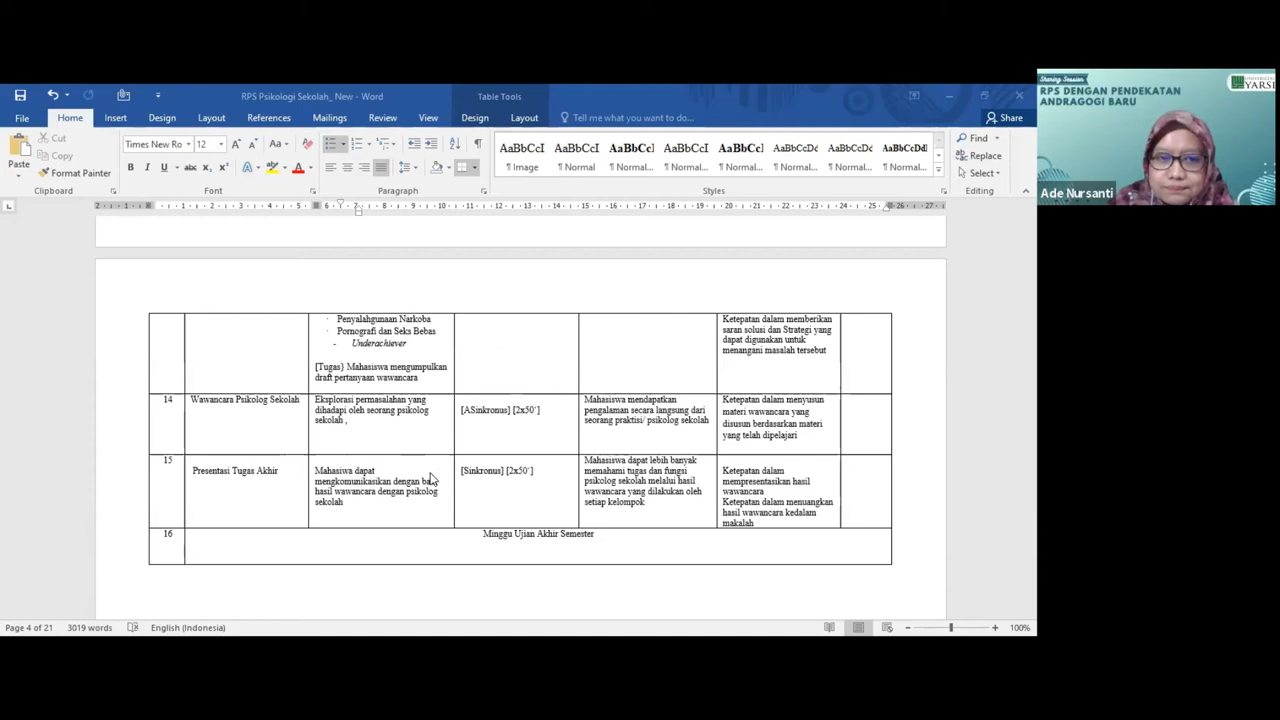 RPS Psikologi Sekolah_ New - Word
Table Tools
File
Home
Insert
Design
Layout
References
Mailings
Review
View
Design
Layout
Tell me what you want to do...
Share
Paste
Cut
Copy
Format Painter
Clipboard
Times New Ro
12
Font
Paragraph
AaBbCcI
¶ Image
AaBbCcI
¶ Normal
AaBbCcI
¶ Normal...
AaBbCcI
¶ Normal...
AaBbCcI
¶ Normal...
AaBbCcDd
¶ Normal...
AaBbCcDd
¶ Normal...
Styles
Find
Replace
Select
Editing
· Penyalahgunaan Narkoba
· Pornografi dan Seks Bebas
- Underachiever
[Tugas} Mahasiswa mengumpulkan
draft pertanyaan wawancara
Ketepatan dalam memberikan
saran solusi dan Strategi yang
dapat digunakan untuk
menangani masalah tersebut
14
Wawancara Psikolog Sekolah
Eksplorasi permasalahan yang
dihadapi oleh seorang psikolog
sekolah ,
[ASinkronus] [2x50`]
Mahasiswa mendapatkan
pengalaman secara langsung dari
seorang praktisi/ psikolog sekolah
Ketepatan dalam menyusun
materi wawancara yang
disusun berdasarkan materi
yang telah dipelajari
15
Presentasi Tugas Akhir
Mahasiwa dapat
mengkomunikasikan dengan
hasil wawancara dengan psikolog
sekolah
[Sinkronus] [2x50`]
Mahasiswa dapat lebih banyak
memahami tugas dan fungsi
psikolog sekolah melalui hasil
wawancara yang dilakukan oleh
setiap kelompok
Ketepatan dalam
mempresentasikan hasil
wawancara
Ketepatan dalam menuangkan
hasil wawancara kedalam
makalah
16
Minggu Ujian Akhir Semester
Page 4 of 21
3019 words
English (Indonesia)
100%
Sharing Session
RPS DENGAN PENDEKATAN
ANDRAGOGI BARU
UNIVERSITAS
YARSI
Ade Nursanti